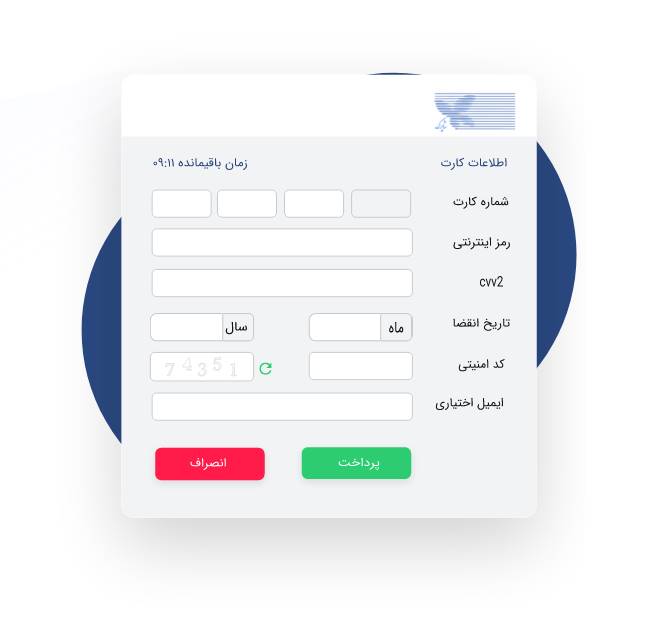 اطلاعات کارت زمان باقیمانده ۰۹:۱۱
شماره کارت
رمز اینترنتی
cvv2
تاریخ انقضا ماه سال
کد امنیتی 74351
ایمیل اختیاری
پرداخت انصراف